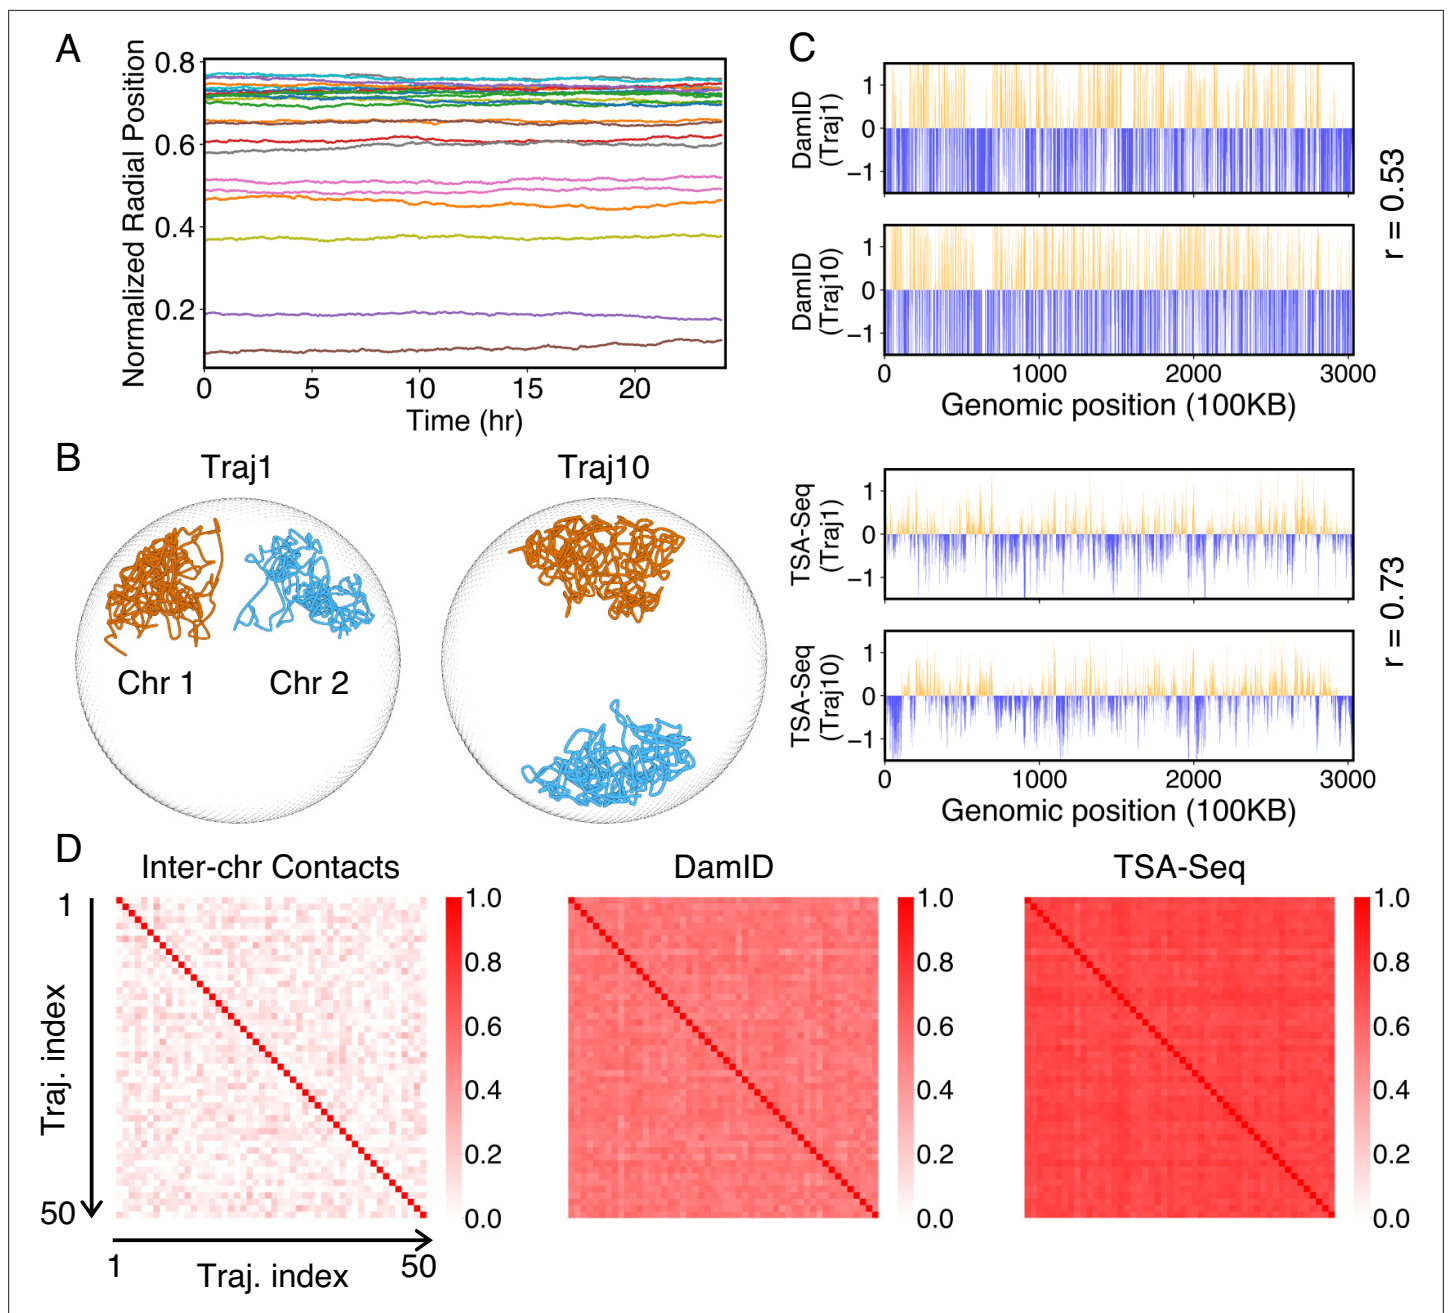 A
Normalized Radial Position
0.8
0.6
0.4
0.2
0 5 10 15 20
Time (hr)
B
Traj1 Traj10
Chr 1 Chr 2
C
DamID
(Traj1)
1
0
−1
DamID
(Traj10)
1
0
−1
0 1000 2000 3000
Genomic position (100KB)
r = 0.53
TSA-Seq
(Traj1)
1
0
−1
TSA-Seq
(Traj10)
1
0
−1
0 1000 2000 3000
Genomic position (100KB)
r = 0.73
D
Inter-chr Contacts
1
50
Traj. index
1 50
Traj. index
1.0
0.8
0.6
0.4
0.2
0.0
DamID
1.0
0.8
0.6
0.4
0.2
0.0
TSA-Seq
1.0
0.8
0.6
0.4
0.2
0.0